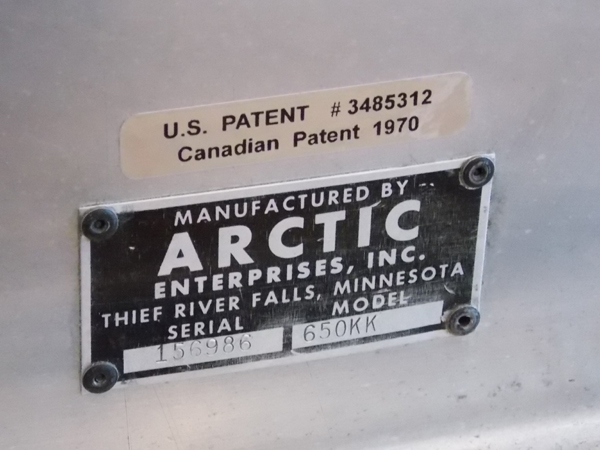 U.S. PATENT # 3485312
Canadian Patent 1970
MANUFACTURED BY
ARCTIC
ENTERPRISES, INC.
THIEF RIVER FALLS, MINNESOTA
SERIAL MODEL
156986 650KK